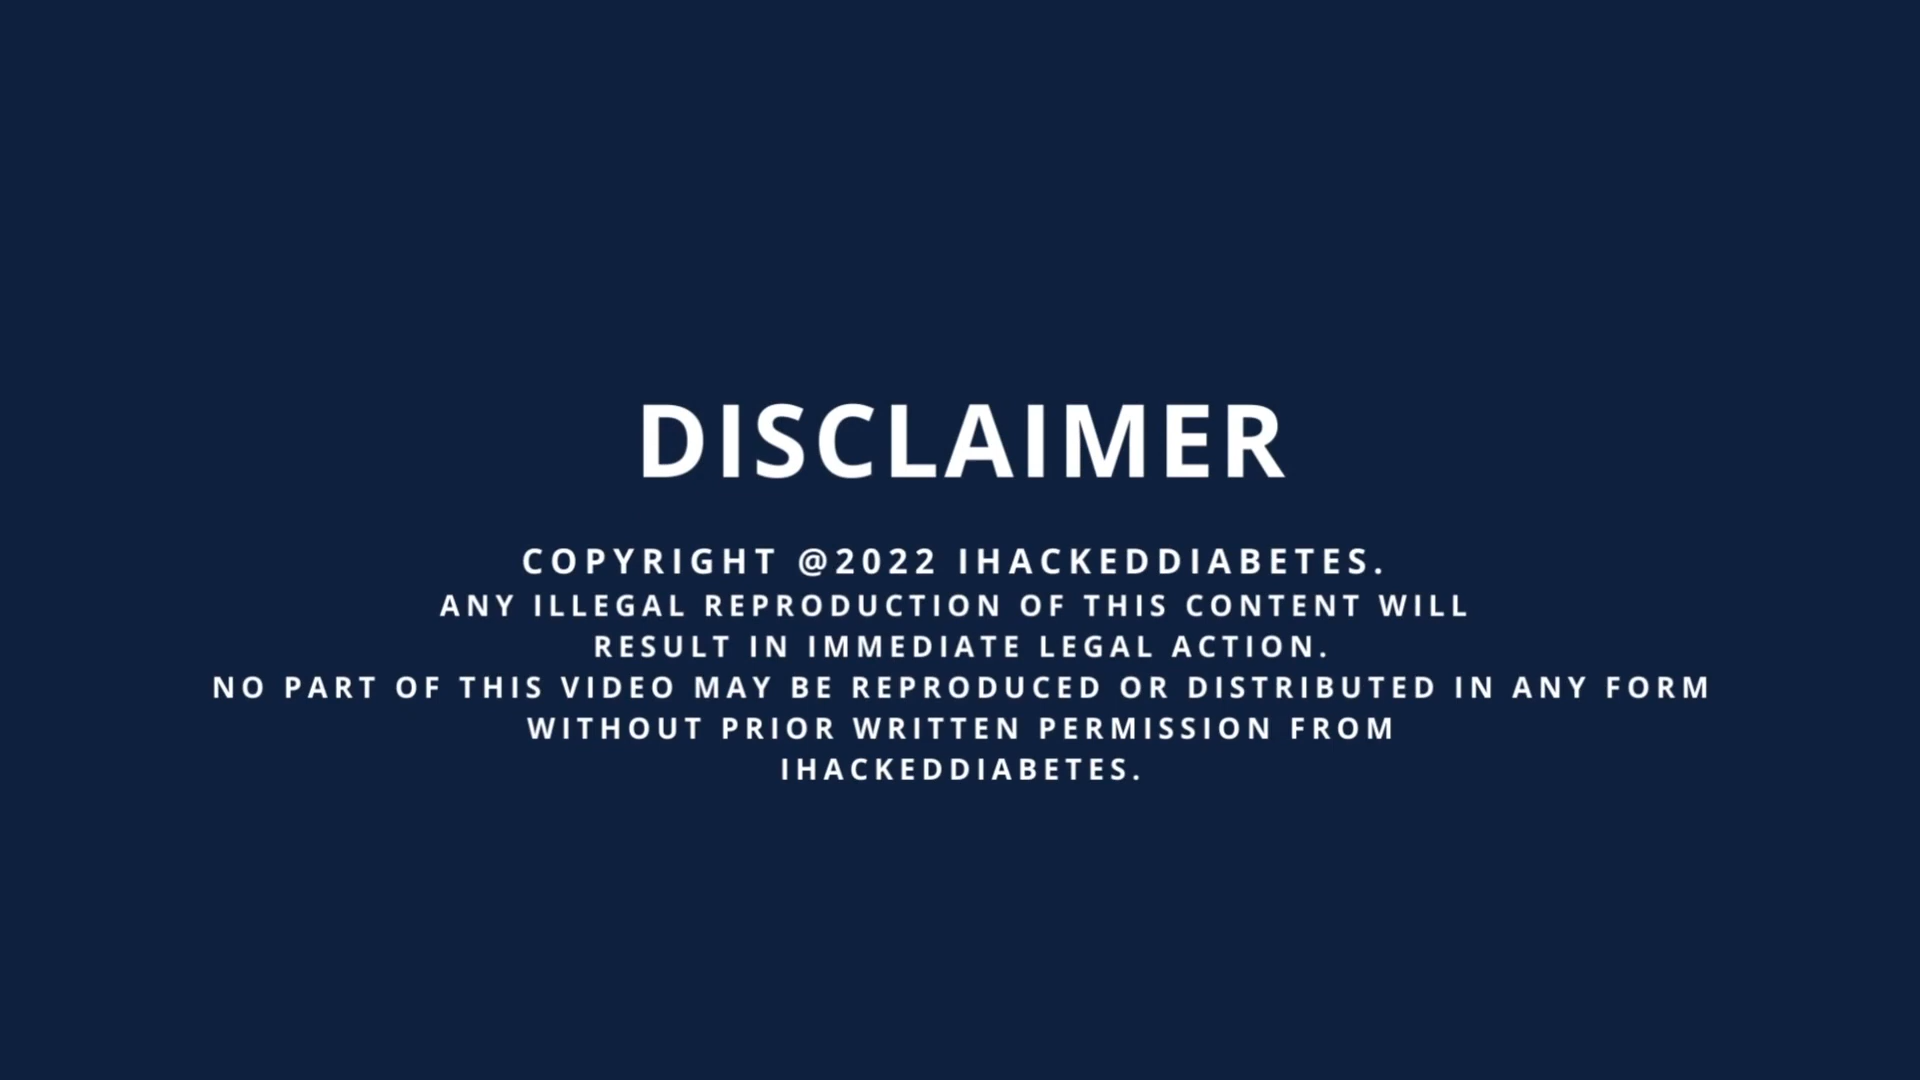 DISCLAIMER
COPYRIGHT @2022 IHACKEDDIABETES.
ANY ILLEGAL REPRODUCTION OF THIS CONTENT WILL
RESULT IN IMMEDIATE LEGAL ACTION.
NO PART OF THIS VIDEO MAY BE REPRODUCED OR DISTRIBUTED IN ANY FORM
WITHOUT PRIOR WRITTEN PERMISSION FROM
IHACKEDDIABETES.